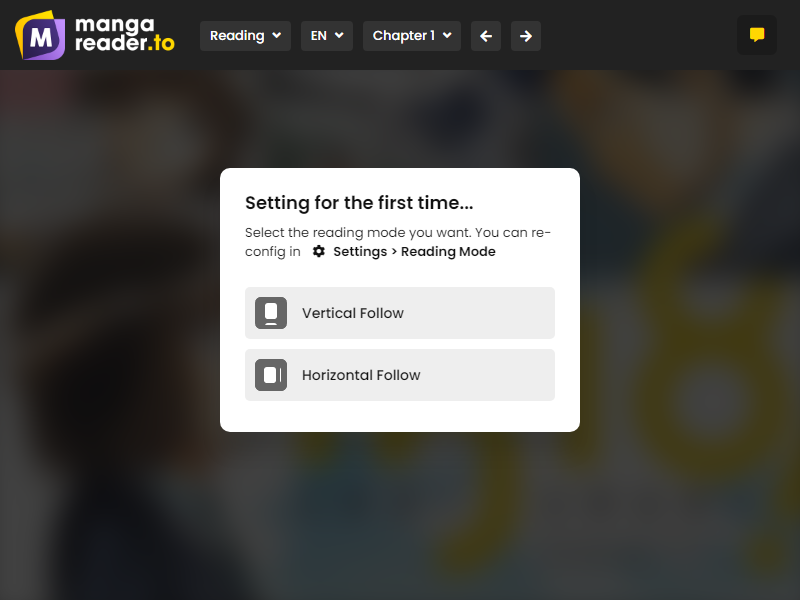 manga
reader.to
Reading
EN
Chapter 1
Setting for the first time...
Select the reading mode you want. You can re-
config in Settings > Reading Mode
Vertical Follow
Horizontal Follow